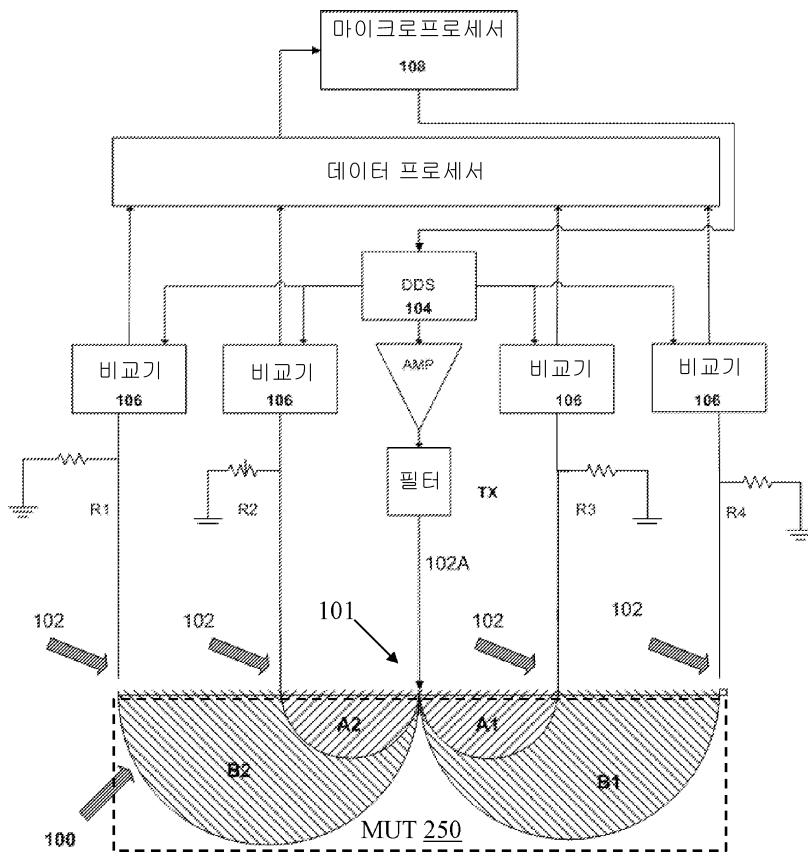 마이크로프로세서
108
데이터 프로세서
DDS
104
비교기
106
비교기
106
AMP
비교기
106
비교기
106
필터
TX
R1
R2
R3
R4
102A
102
102
101
102
102
A2
A1
B2
B1
100
MUT 250